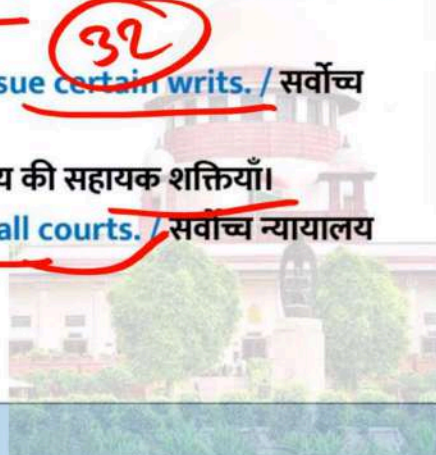 32
sue certain writs. / सर्वोच्च
य की सहायक शक्तियाँ।
all courts. / सर्वोच्च न्यायालय